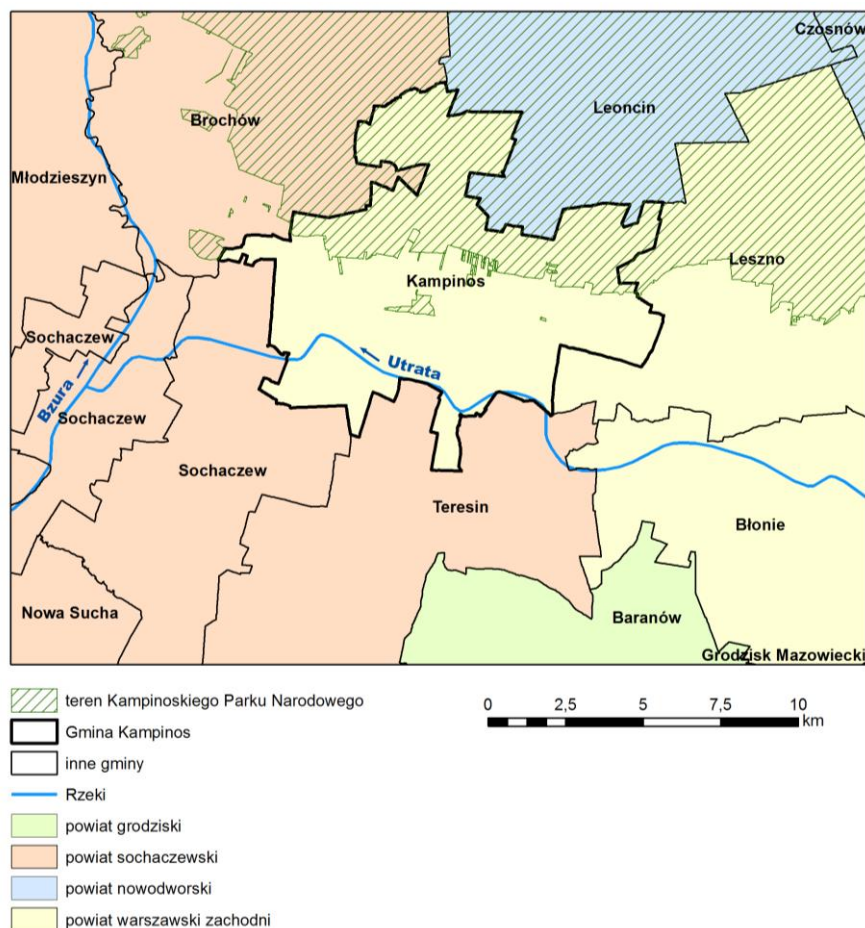 Czosnów
Leoncin
Brochów
Młodzieszyn
Leszno
Kampinos
Sochaczew
Utrata
Bzura
Sochaczew
Sochaczew
Teresin
Błonie
Nowa Sucha
Baranów
Grodzisk Mazowiecki
teren Kampinoskiego Parku Narodowego
0 2,5 5 7,5 10
km
Gmina Kampinos
inne gminy
Rzeki
powiat grodziski
powiat sochaczewski
powiat nowodworski
powiat warszawski zachodni